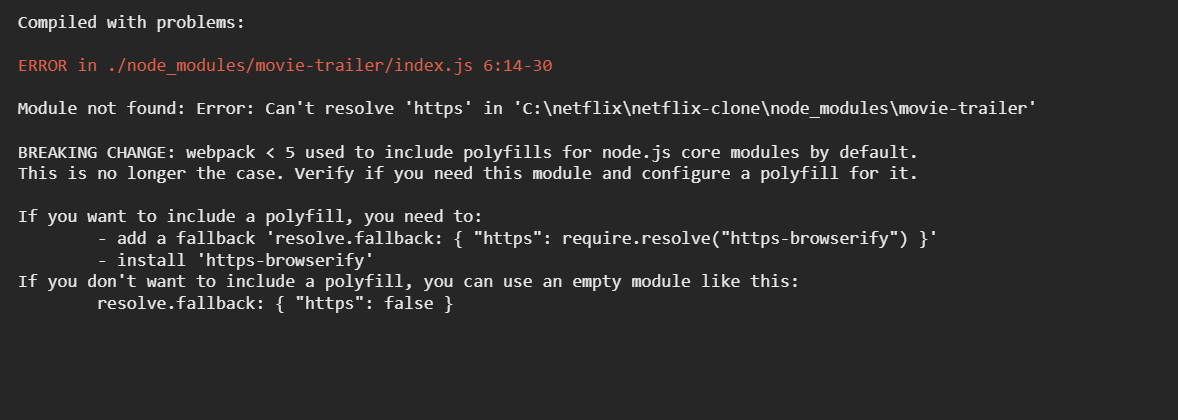 Compiled with problems:
ERROR in ./node_modules/movie-trailer/index.js 6:14-30
Module not found: Error: Can't resolve 'https' in 'C:\netflix\netflix-clone\node_modules\movie-trailer'
BREAKING CHANGE: webpack < 5 used to include polyfills for node.js core modules by default.
This is no longer the case. Verify if you need this module and configure a polyfill for it.
If you want to include a polyfill, you need to:
- add a fallback 'resolve.fallback: { "https": require.resolve("https-browserify") }'
- install 'https-browserify'
If you don't want to include a polyfill, you can use an empty module like this:
resolve.fallback: { "https": false }